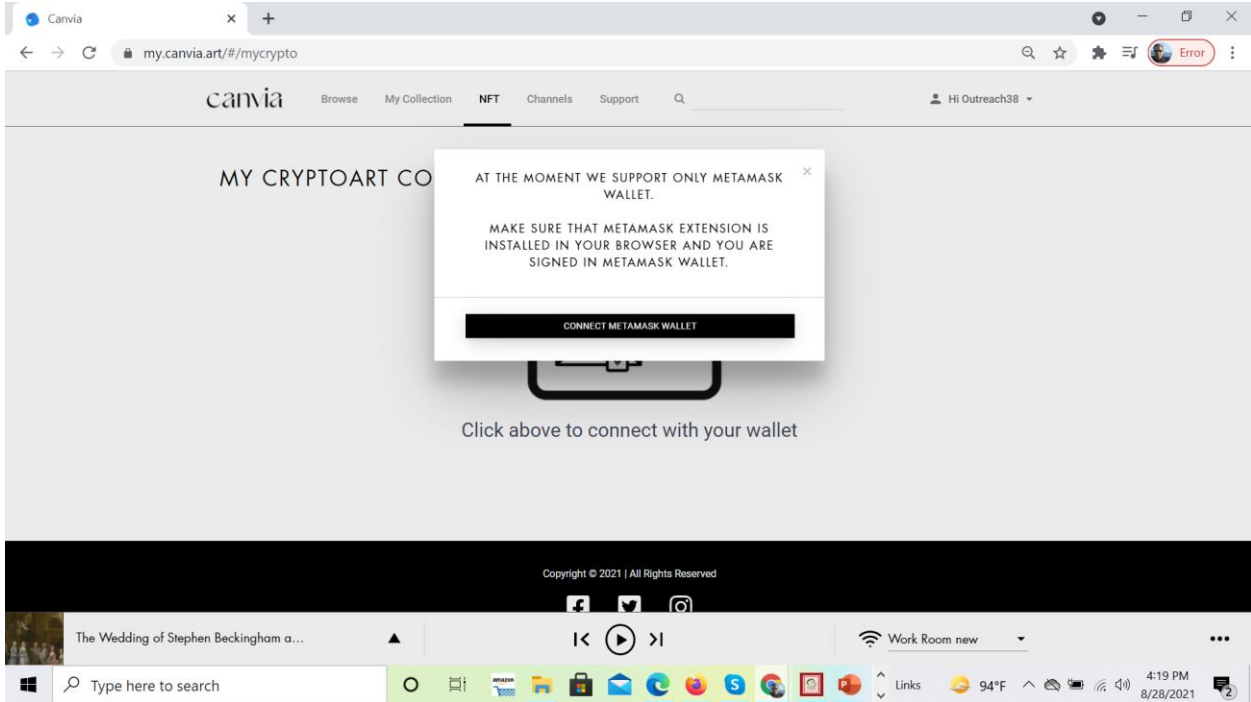 Canvia
my.canvia.art/#/mycrypto
Error
canvia
Browse
My Collection
NFT
Channels
Support
Hi Outreach38
MY CRYPTOART CO
AT THE MOMENT WE SUPPORT ONLY METAMASK
WALLET.
MAKE SURE THAT METAMASK EXTENSION IS
INSTALLED IN YOUR BROWSER AND YOU ARE
SIGNED IN METAMASK WALLET.
CONNECT METAMASK WALLET
Click above to connect with your wallet
Copyright © 2021 | All Rights Reserved
The Wedding of Stephen Beckingham a...
Work Room new
Type here to search
amazon
Links
94°F
4:19 PM
8/28/2021
2